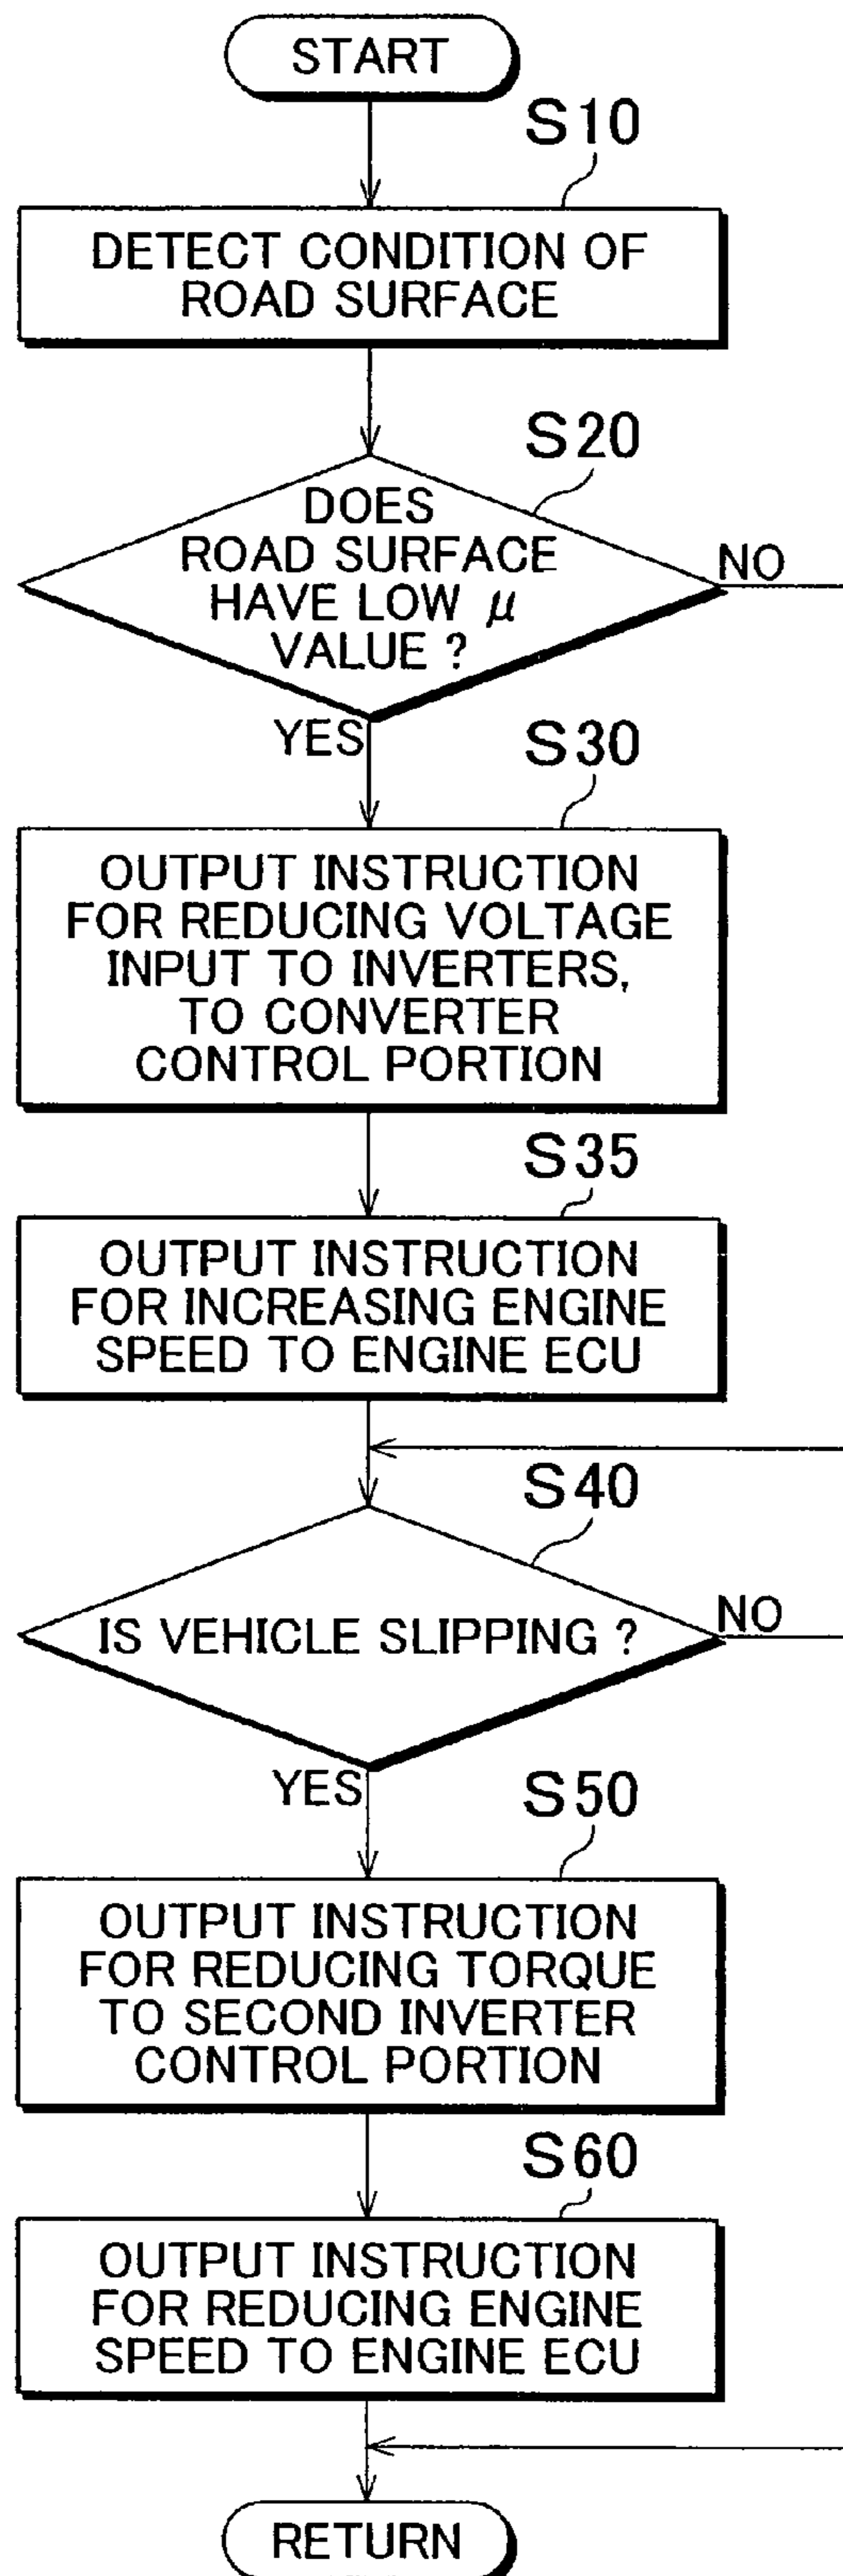 START
S10
DETECT CONDITION OF
ROAD SURFACE
S20
DOES
ROAD SURFACE
HAVE LOW μ
VALUE ?
NO
YES
S30
OUTPUT INSTRUCTION
FOR REDUCING VOLTAGE
INPUT TO INVERTERS,
TO CONVERTER
CONTROL PORTION
S35
OUTPUT INSTRUCTION
FOR INCREASING ENGINE
SPEED TO ENGINE ECU
S40
IS VEHICLE SLIPPING ?
NO
YES
S50
OUTPUT INSTRUCTION
FOR REDUCING TORQUE
TO SECOND INVERTER
CONTROL PORTION
S60
OUTPUT INSTRUCTION
FOR REDUCING ENGINE
SPEED TO ENGINE ECU
RETURN